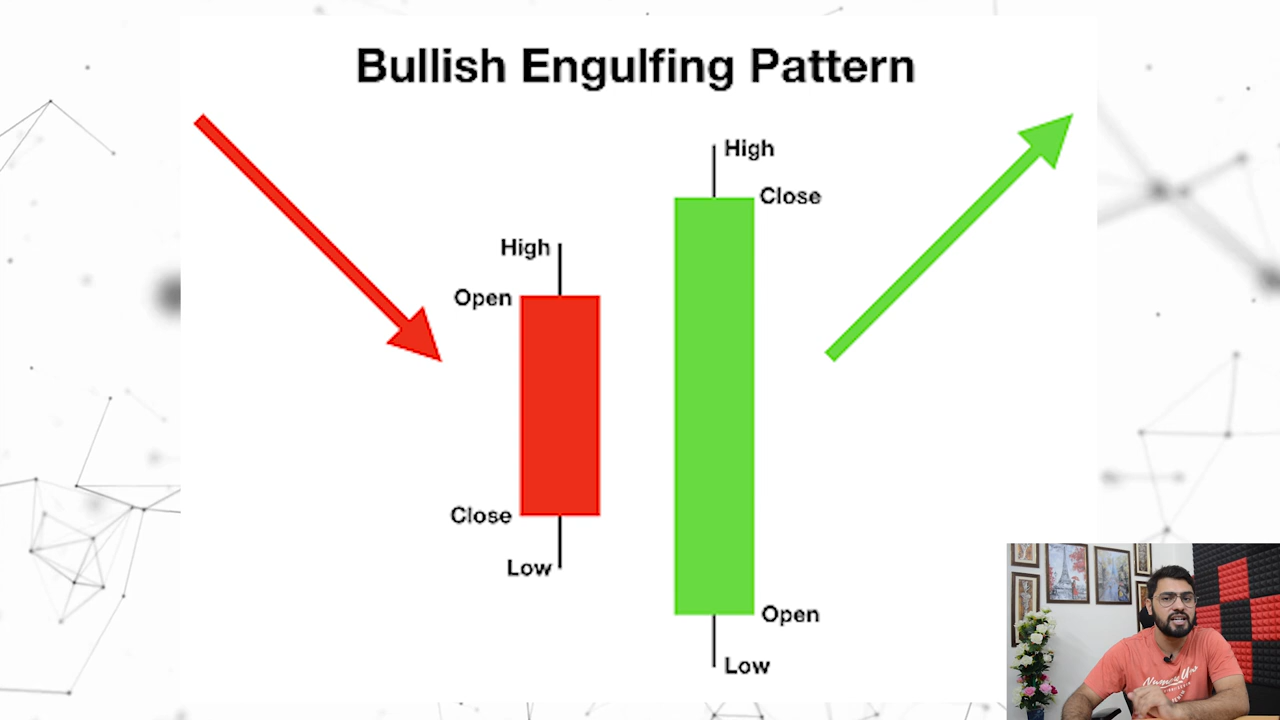 Bullish Engulfing Pattern
High
Close
High
Open
Close
Low
Open
Low